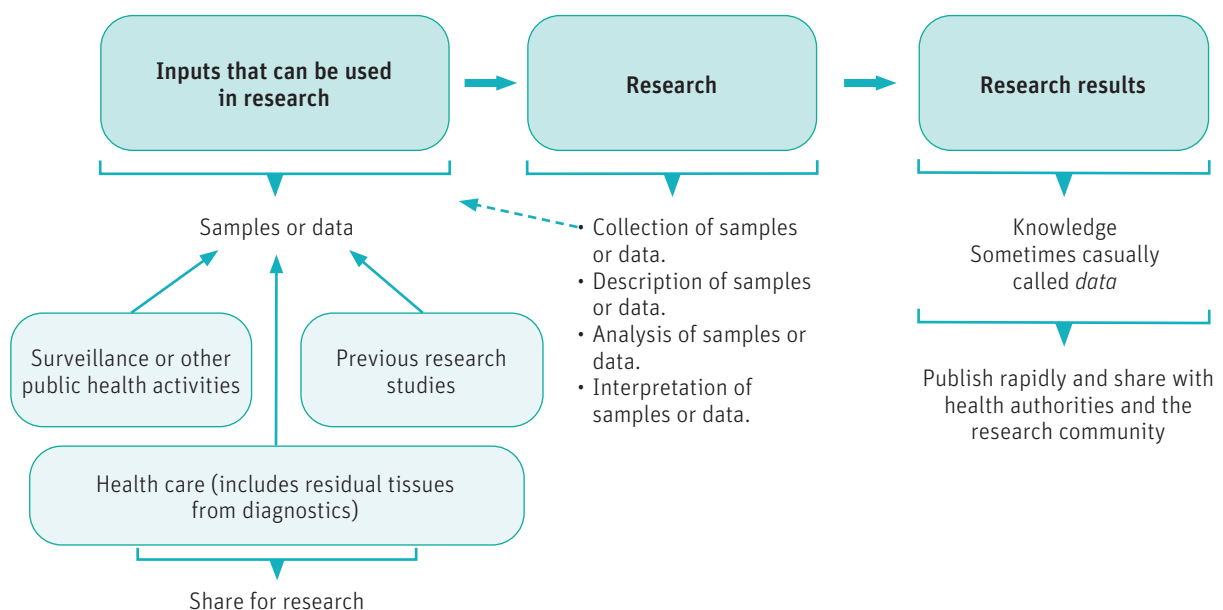 Inputs that can be used
in research
Research
Research results
Samples or data
Surveillance or other
public health activities
Previous research
studies
Health care (includes residual tissues
from diagnostics)
Share for research
• Collection of samples
or data.
• Description of samples
or data.
• Analysis of samples or
data.
• Interpretation of
samples or data.
Knowledge
Sometimes casually
called data
Publish rapidly and share with
health authorities and the
research community